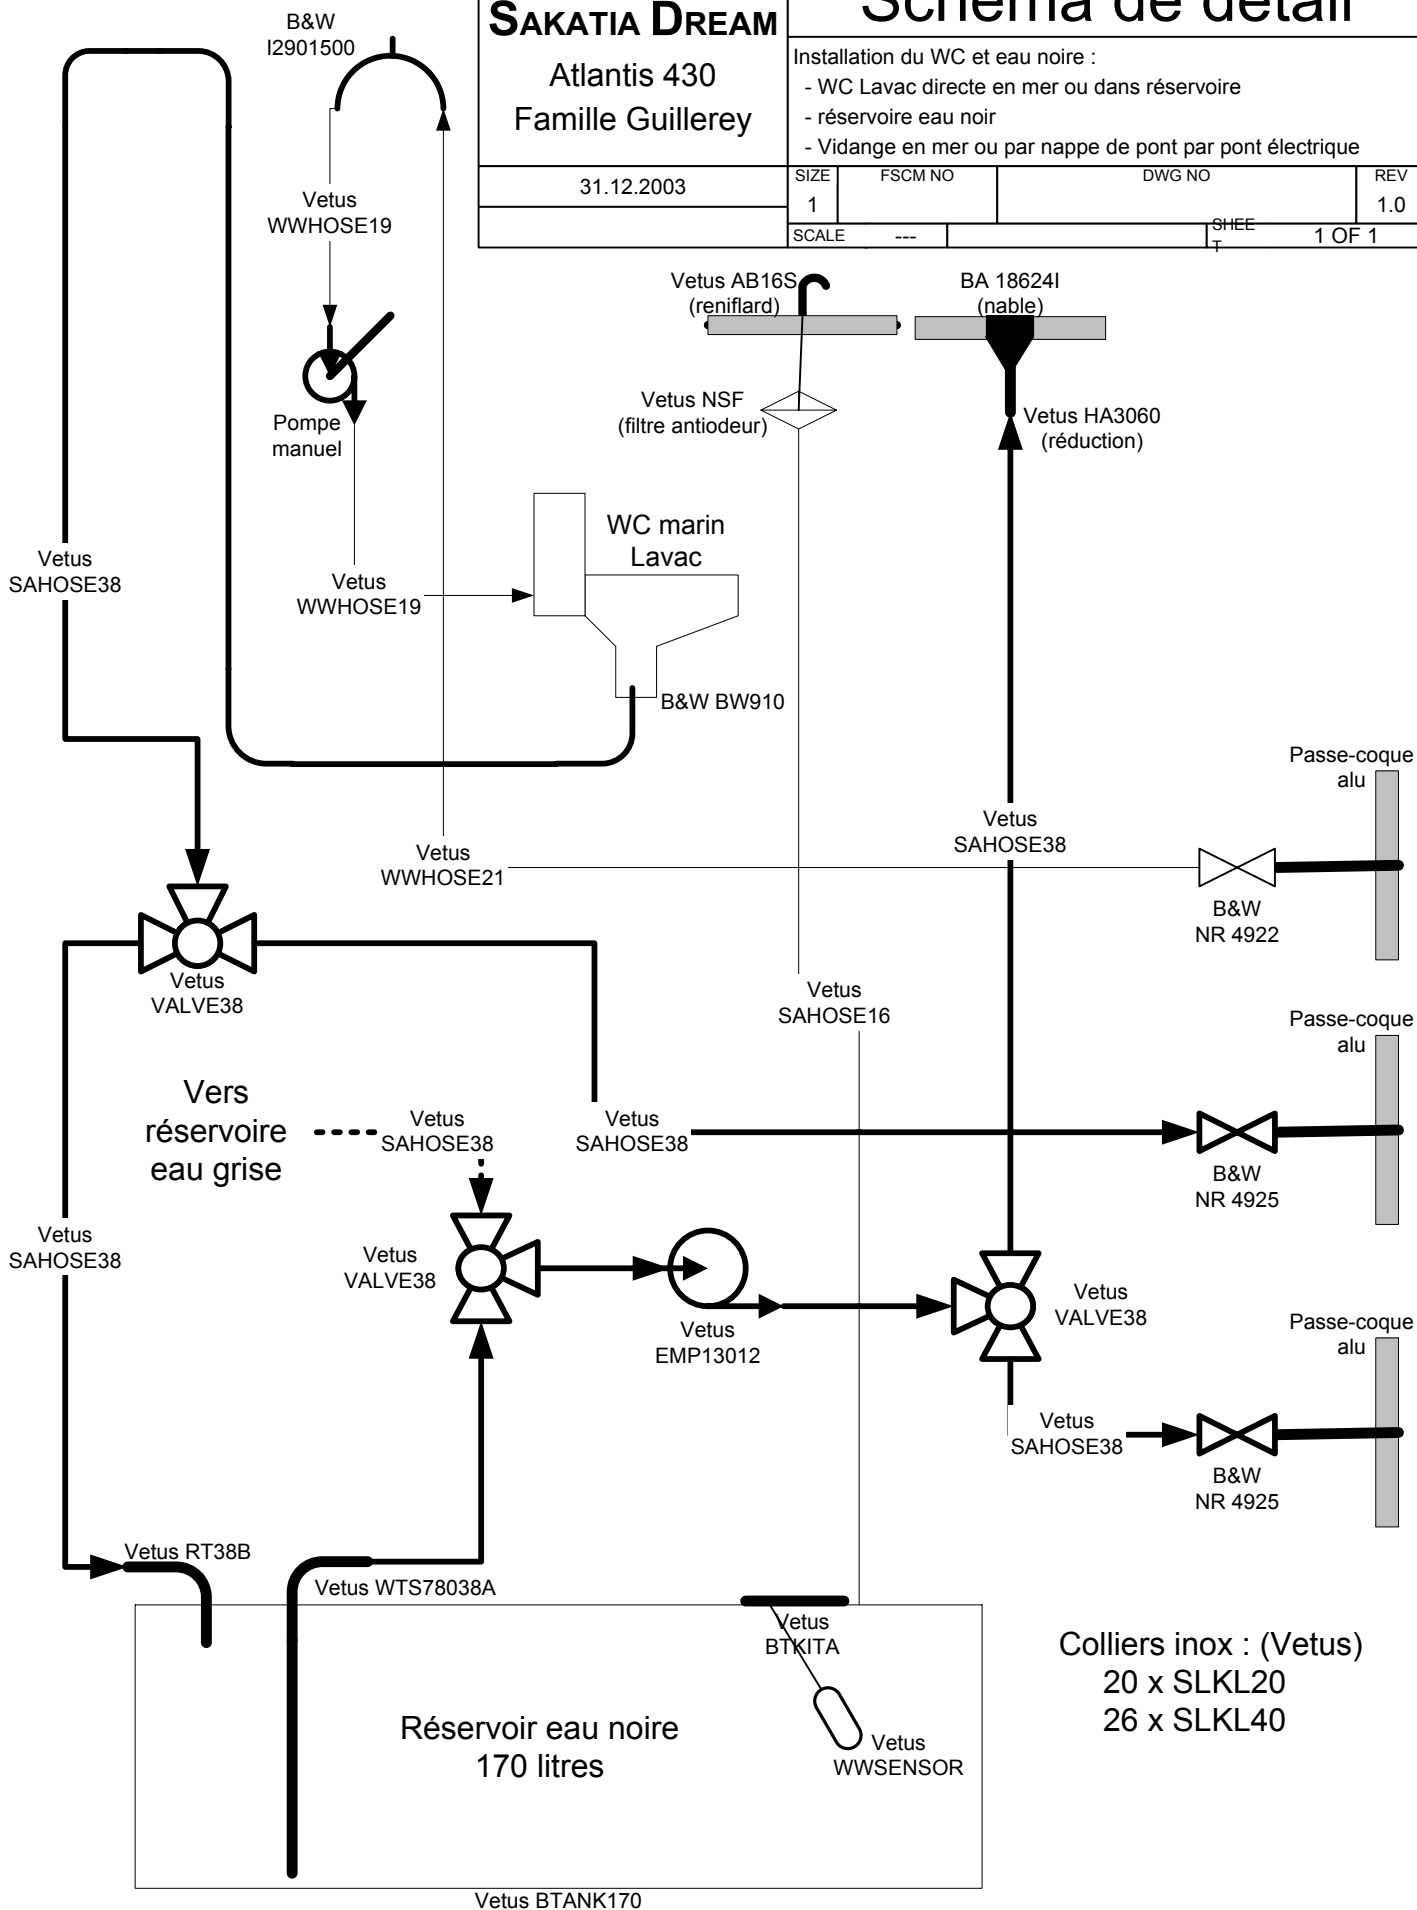 B&W
I2901500
SAKATIA DREAM
Atlantis 430
Famille Guillerey
31.12.2003
Schéma de détail
Installation du WC et eau noire :
- WC Lavac directe en mer ou dans réservoire
- réservoire eau noir
- Vidange en mer ou par nappe de pont par pont électrique
SIZE
1
FSCM NO
DWG NO
REV
1.0
SCALE
---
SHEE
T
1 OF 1
Vetus
WWHOSE19
Vetus AB16S
(reniflard)
BA 18624I
(nable)
Pompe
manuel
Vetus NSF
(filtre antiodeur)
Vetus HA3060
(réduction)
WC marin
Lavac
Vetus
SAHOSE38
Vetus
WWHOSE19
B&W BW910
Passe-coque
alu
Vetus
SAHOSE38
Vetus
WWHOSE21
B&W
NR 4922
Vetus
VALVE38
Vetus
SAHOSE16
Passe-coque
alu
Vers
réservoire
eau grise
Vetus
SAHOSE38
Vetus
SAHOSE38
B&W
NR 4925
Vetus
SAHOSE38
Vetus
VALVE38
Vetus
EMP13012
Vetus
VALVE38
Passe-coque
alu
Vetus
SAHOSE38
B&W
NR 4925
Vetus RT38B
Vetus WTS78038A
Vetus
BTKITA
Réservoir eau noire
170 litres
Vetus
WWSENSOR
Colliers inox : (Vetus)
20 x SLKL20
26 x SLKL40
Vetus BTANK170